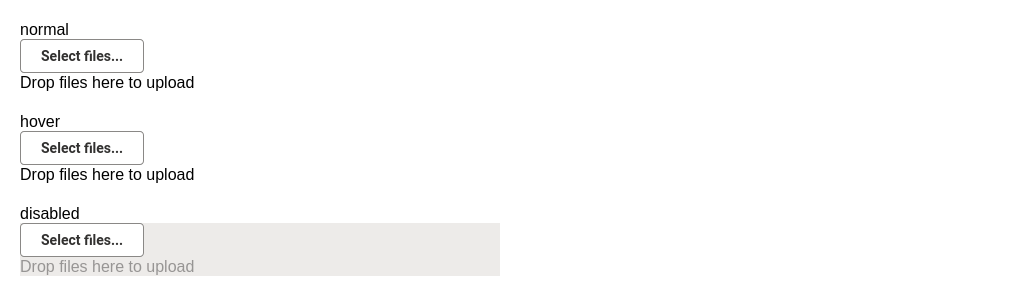 normal
Select files...
Drop files here to upload
hover
Select files...
Drop files here to upload
disabled
Select files...
Drop files here to upload